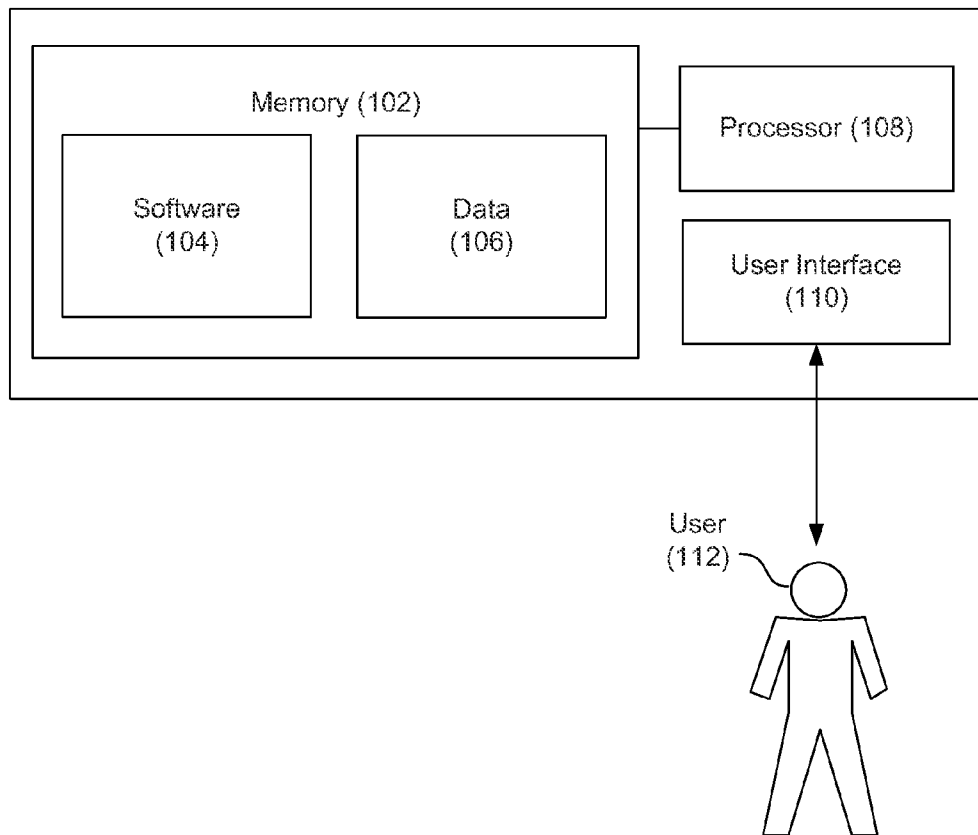 Memory (102)
Processor (108)
Software
(104)
Data
(106)
User Interface
(110)
User
(112)